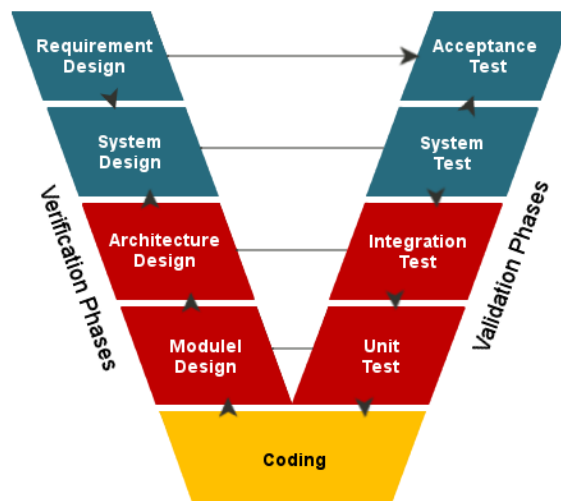 Requirement
Design
Acceptance
Test
System
Design
System
Test
Verification Phases
Validation Phases
Architecture
Design
Integration
Test
Modulel
Design
Unit
Test
Coding